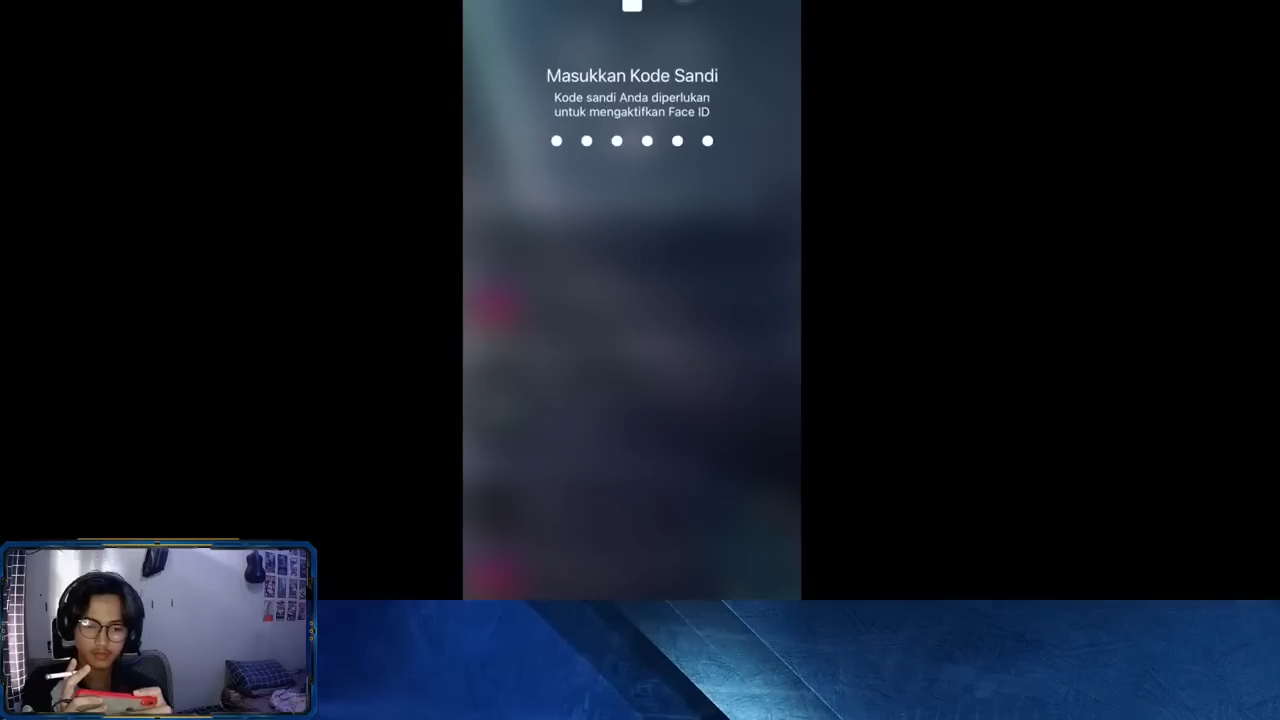 Masukkan Kode Sandi
Kode sandi Anda diperlukan
untuk mengaktifkan Face ID